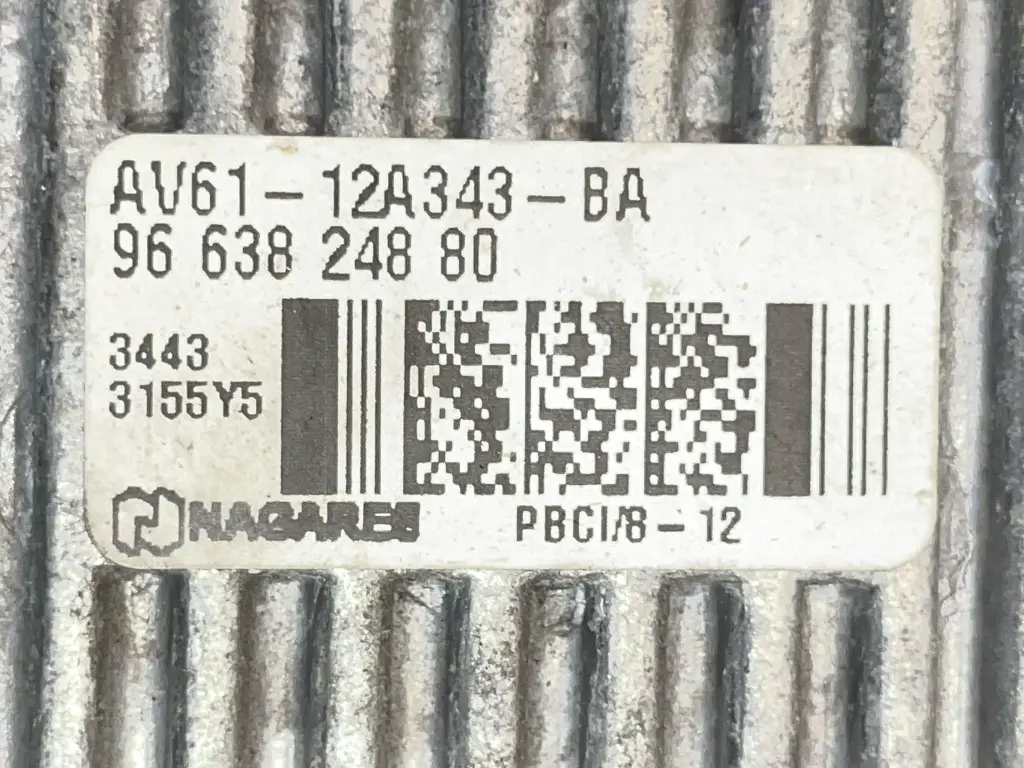 AV61-12A343-BA
96 638 248 80
3443
3155Y5
NAGARES
PBCI/8-12